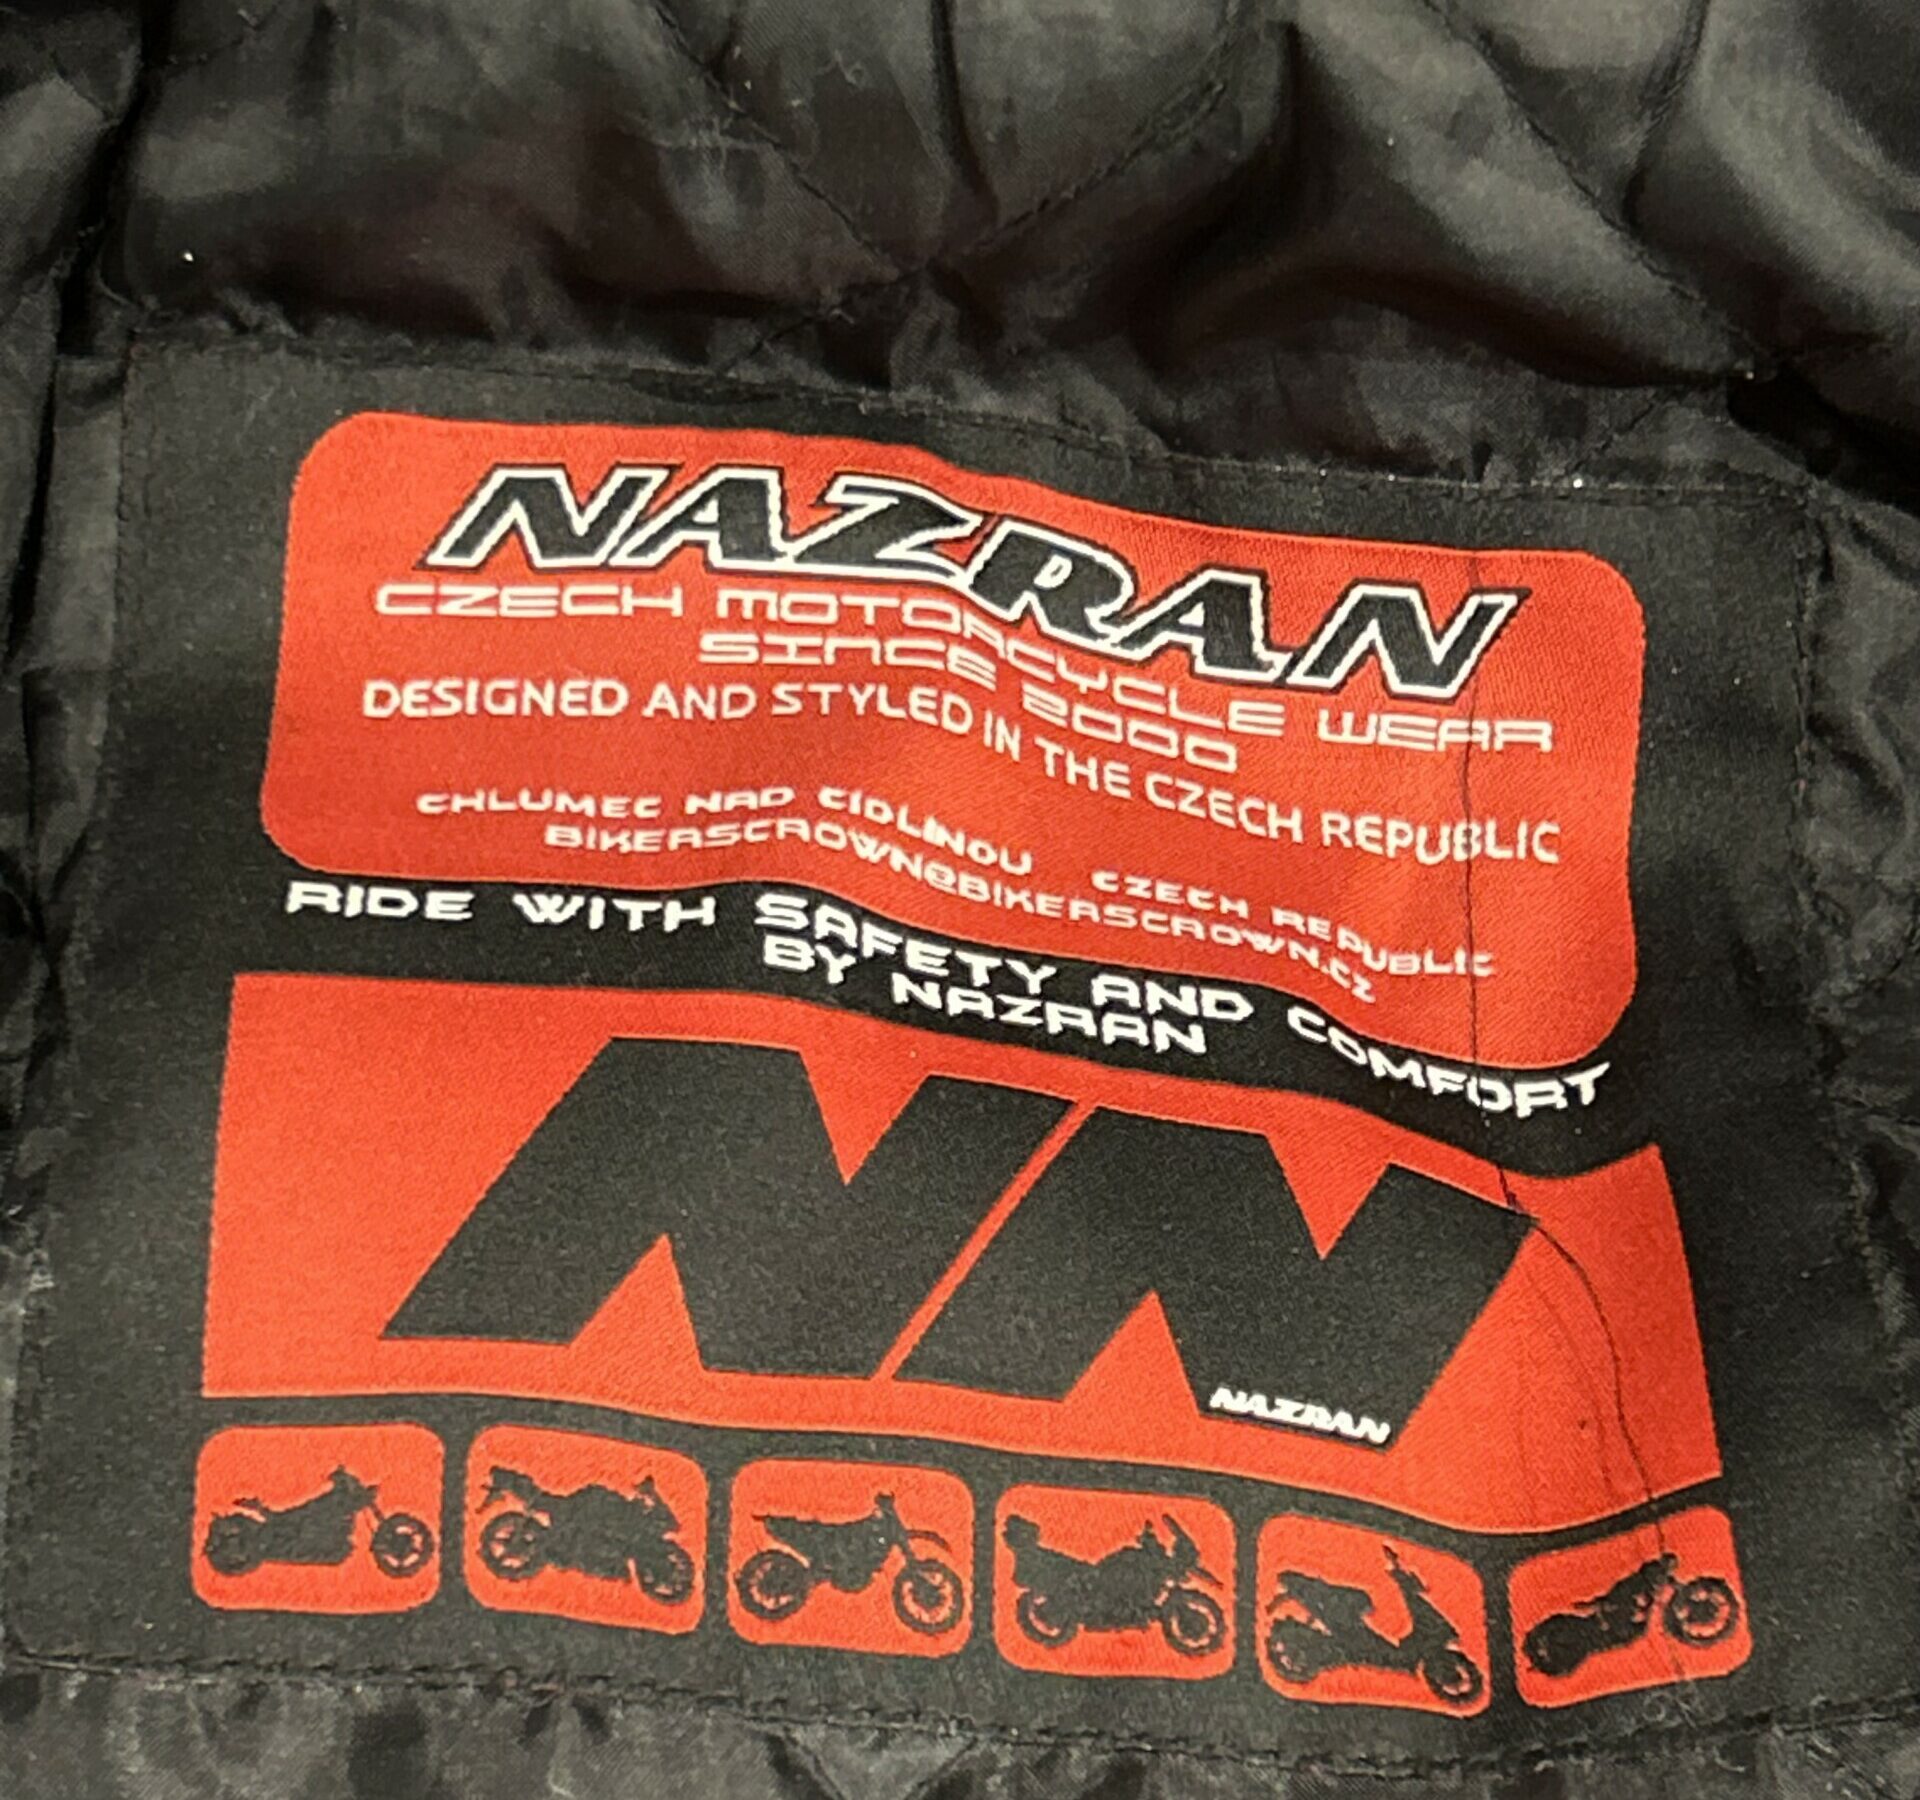 NAZRAN
CZECH MOTORCYCLE WEAR
SINCE 2000
DESIGNED AND STYLED IN THE CZECH REPUBLIC
CHLUMEC NAD CIDLINOU CZECH REPUBLIC
BIKERSCROWN@BIKERSCROWN.CZ
RIDE WITH SAFETY AND COMFORT
BY NAZRAN
NAZRAN